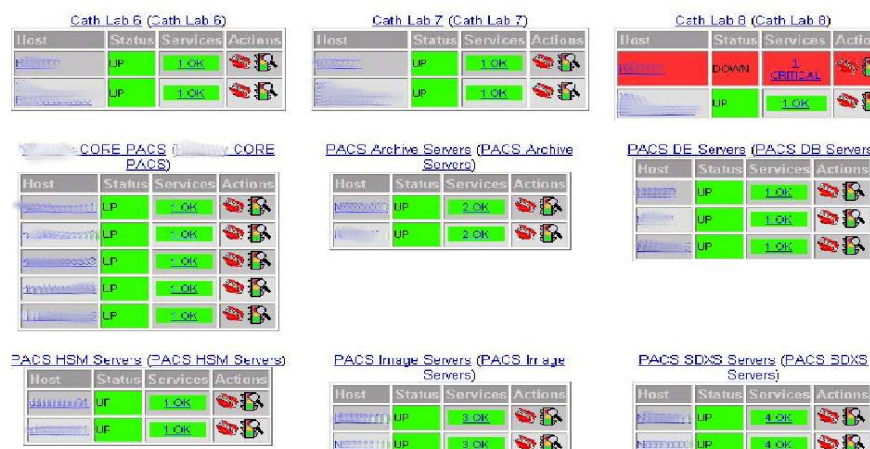 Cath Lab 6 (Cath Lab 6)
Host Status Services Actions
UP 1 OK
UP 1 OK
Cath Lab 7 (Cath Lab 7)
Host Status Services Actions
UP 1 OK
UP 1 OK
Cath Lab 8 (Cath Lab 8)
Host Status Services Actio
DOWN 1
CRITICAL
UP 1 OK
CORE PACS ( CORE
PACS)
Host Status Services Actions
UP 1 OK
UP 1 OK
UP 1 OK
UP 1 OK
UP 1 OK
PACS Archive Servers (PACS Archive
Servers)
Host Status Services Actions
UP 2 OK
UP 2 OK
PACS DB Servers (PACS DB Servers
Host Status Services Actio
UP 1 OK
UP 1 OK
UP 1 OK
PACS HSM Servers (PACS HSM Servers)
Host Status Services Actions
UP 1 OK
UP 1 OK
PACS Image Servers (PACS Image
Servers)
Host Status Services Actions
UP 3 OK
UP 3 OK
PACS SDXS Servers (PACS SDXS
Servers)
Host Status Services Actio
UP 4 OK
UP 4 OK